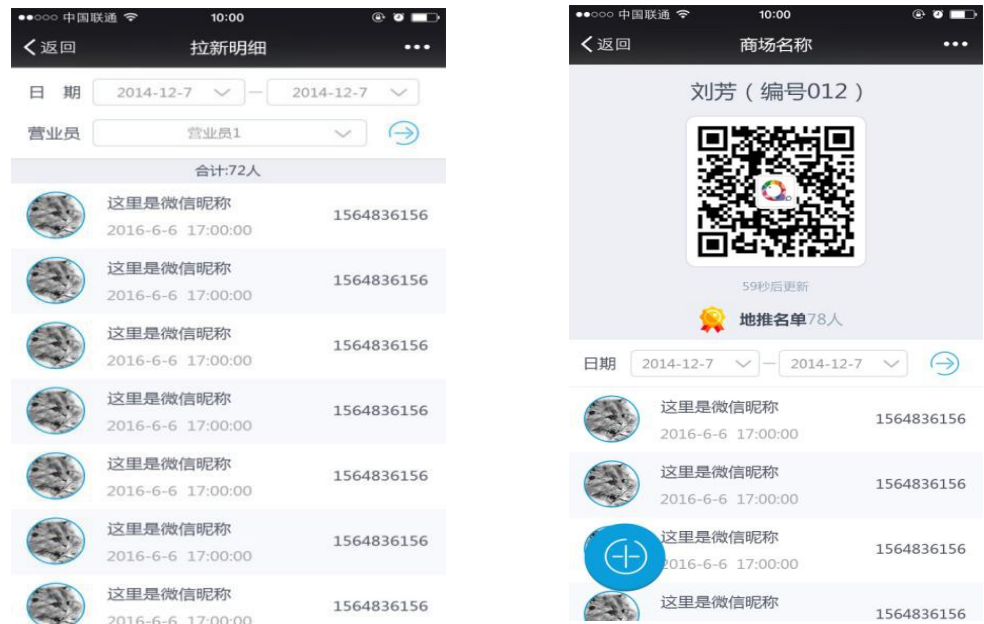 中国联通 10:00
返回 拉新明细
日 期 2014-12-7 — 2014-12-7
营业员 营业员1
合计:72人
这里是微信昵称
1564836156
2016-6-6 17:00:00
这里是微信昵称
1564836156
2016-6-6 17:00:00
这里是微信昵称
1564836156
2016-6-6 17:00:00
这里是微信昵称
1564836156
2016-6-6 17:00:00
这里是微信昵称
1564836156
2016-6-6 17:00:00
这里是微信昵称
1564836156
2016-6-6 17:00:00
这里是微信昵称
1564836156
2016-6-6 17:00:00
中国联通 10:00
返回 商场名称
刘芳(编号012)
59秒后更新
地推名单78人
日期 2014-12-7 — 2014-12-7
这里是微信昵称
1564836156
2016-6-6 17:00:00
这里是微信昵称
1564836156
2016-6-6 17:00:00
这里是微信昵称
1564836156
2016-6-6 17:00:00
这里是微信昵称
1564836156